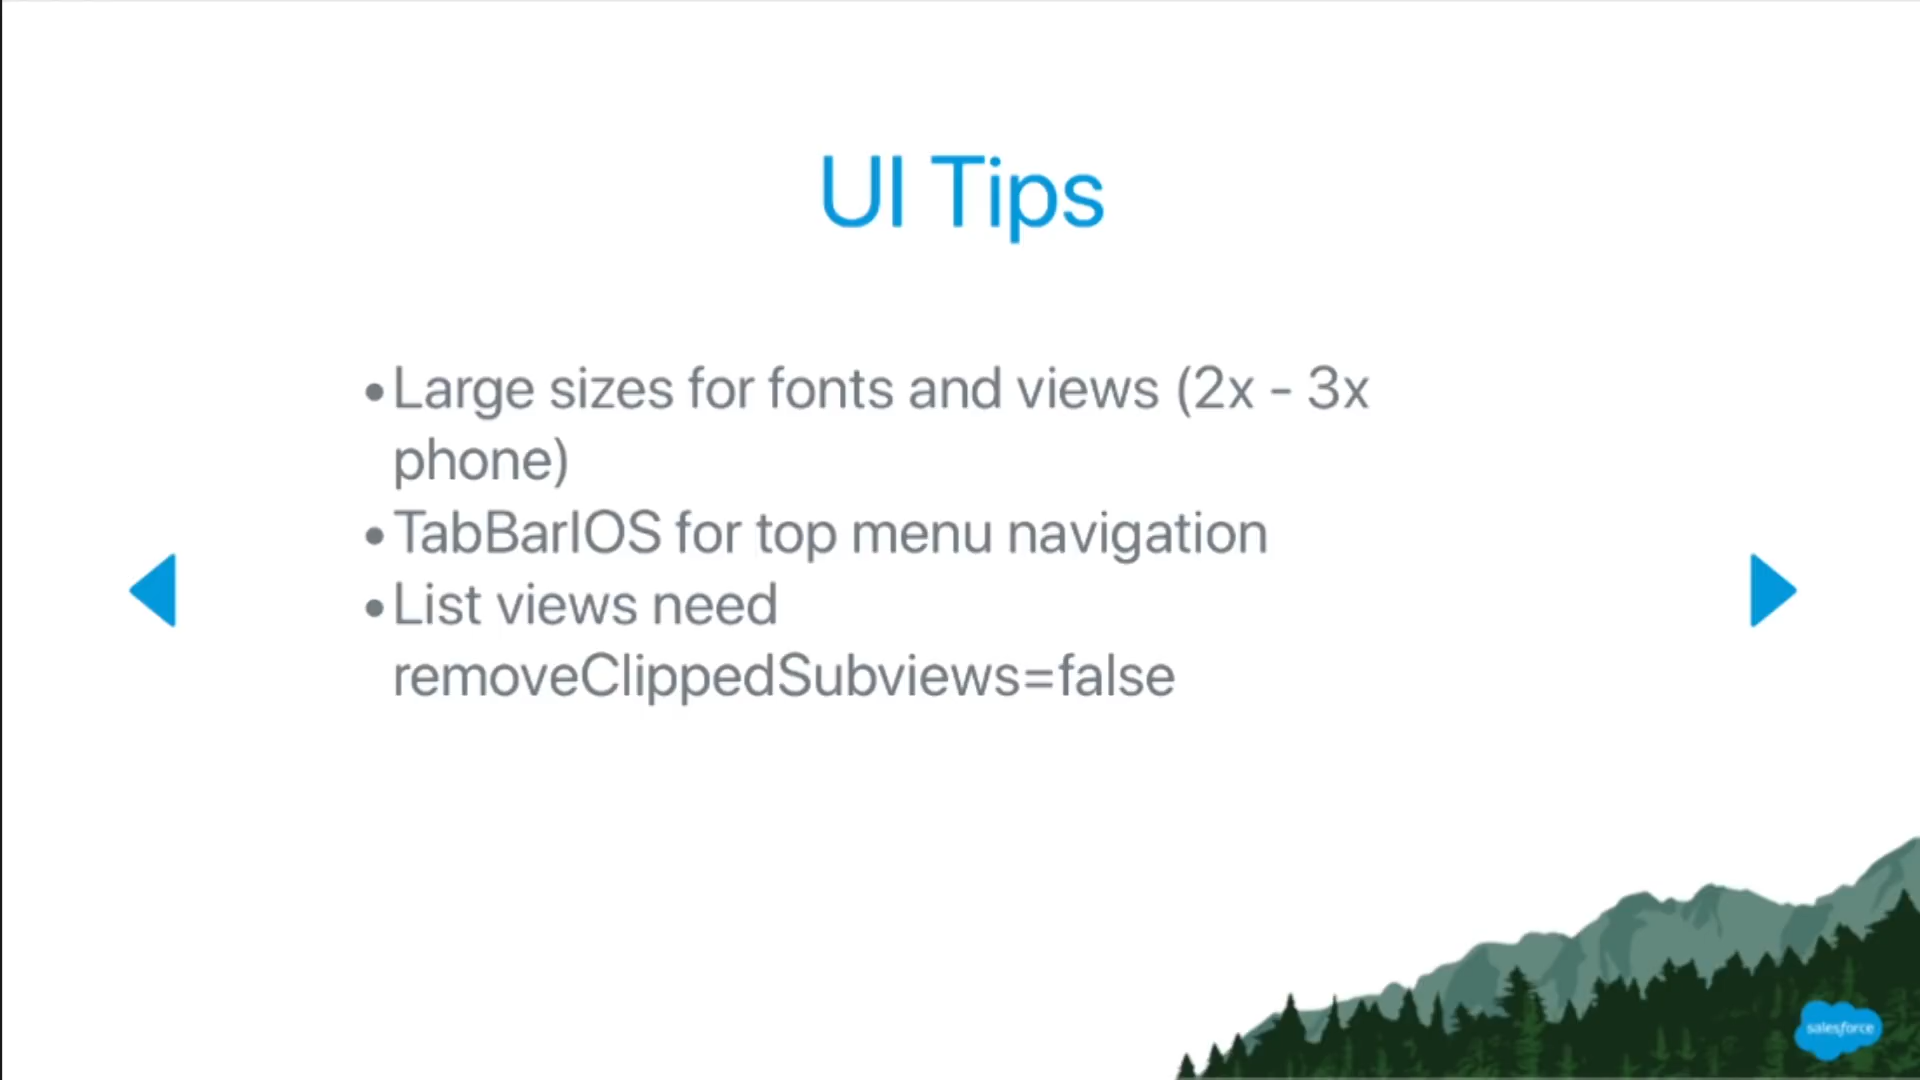 UI Tips
•Large sizes for fonts and views (2x - 3x
phone)
•TabBarIOS for top menu navigation
•List views need
removeClippedSubviews=false
salesforce